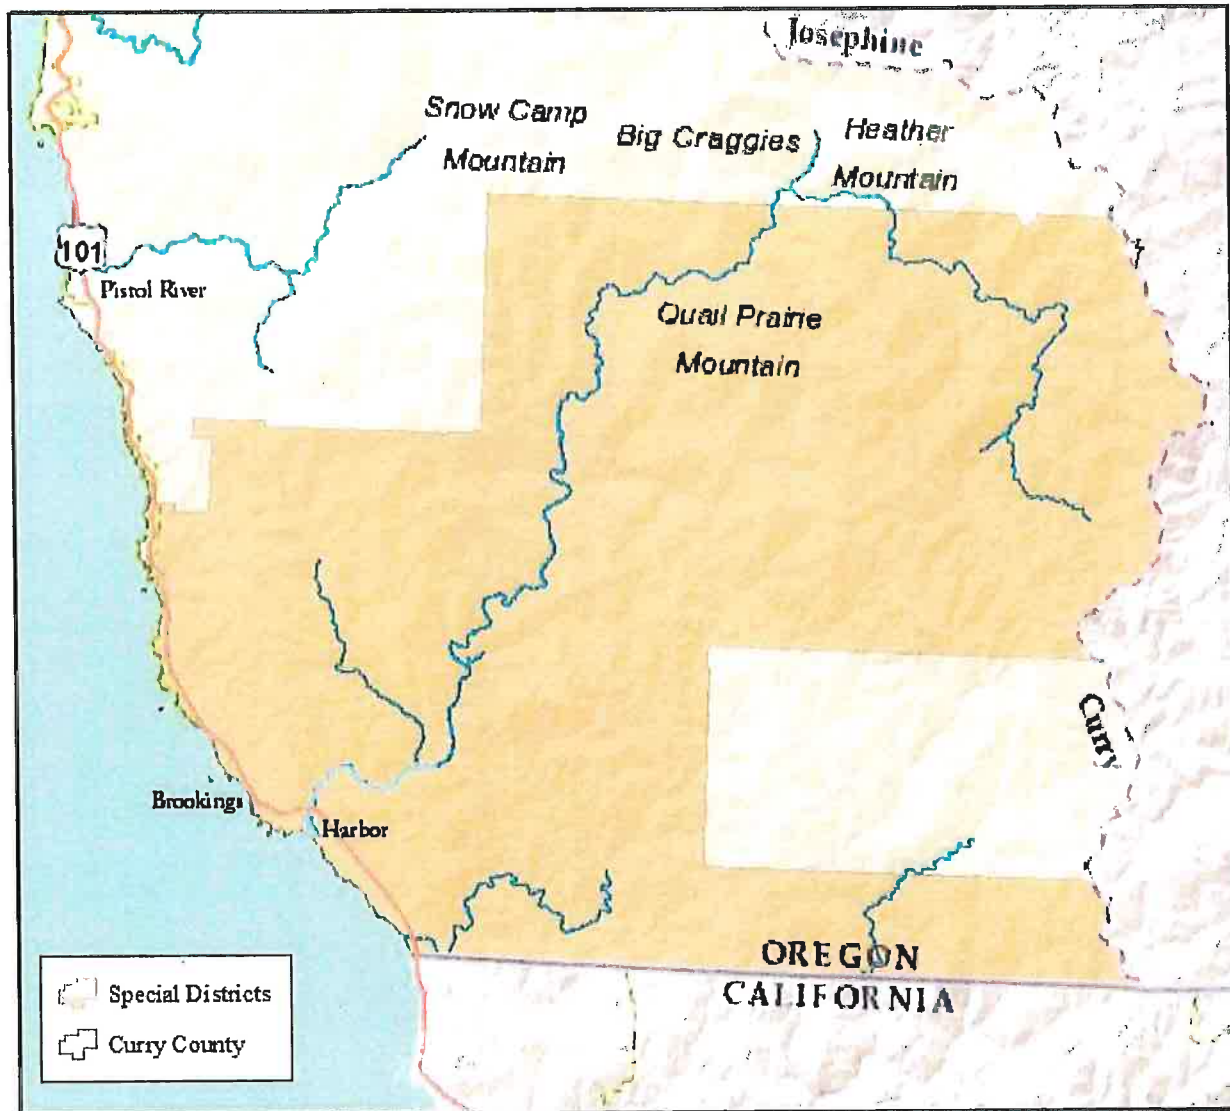 Josephine
Snow Camp
Mountain
Big Craggies
Heather
Mountain
101
Pistol River
Quail Prairie
Mountain
Curry
Brookings
Harbor
OREGON
CALIFORNIA
Special Districts
Curry County